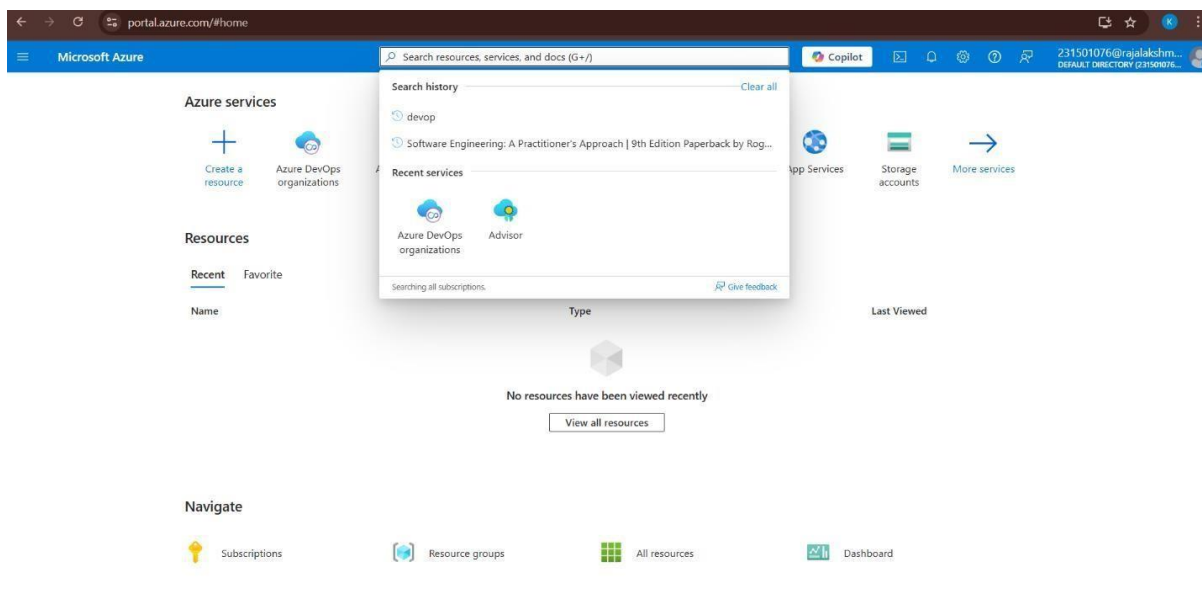 portal.azure.com/#home
K
Microsoft Azure
Search resources, services, and docs (G+/)
Copilot
231501076@rajalakshm...
DEFAULT DIRECTORY (231501076...
Azure services
Search history
Clear all
devop
Software Engineering: A Practitioner's Approach | 9th Edition Paperback by Rog...
Create a
resource
Azure DevOps
organizations
Recent services
Azure DevOps
organizations
Advisor
App Services
Storage
accounts
More services
Searching all subscriptions.
Give feedback
Resources
Recent
Favorite
Name
Type
Last Viewed
No resources have been viewed recently
View all resources
Navigate
Subscriptions
Resource groups
All resources
Dashboard